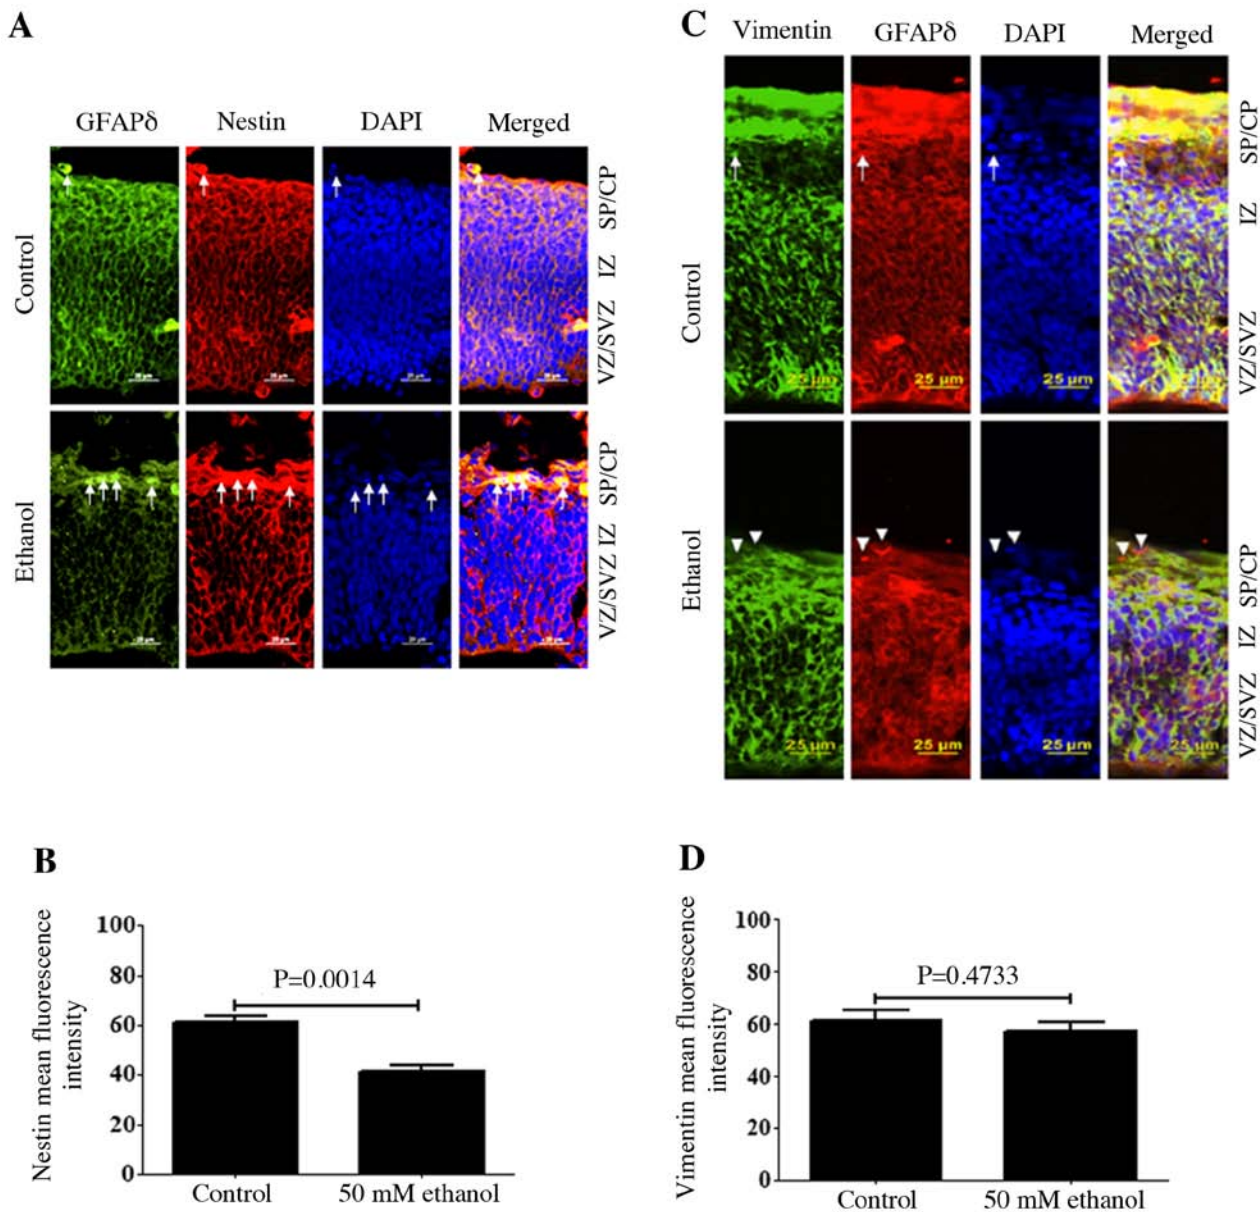 A
GFAPδ Nestin DAPI Merged
Control
SP/CP
IZ
VZ/SVZ
25 µm
Ethanol
SP/CP
IZ
VZ/SVZ
C
Vimentin GFAPδ DAPI Merged
Control
SP/CP
IZ
VZ/SVZ
25 µm 25 µm 25 µm 25 µm
Ethanol
SP/CP
IZ
VZ/SVZ
25 µm 25 µm 25 µm 25 µm
B
Nestin mean fluorescence
intensity
100
80
60
40
20
0
P=0.0014
Control 50 mM ethanol
D
Vimentin mean fluorescence
intensity
100
80
60
40
20
0
P=0.4733
Control 50 mM ethanol